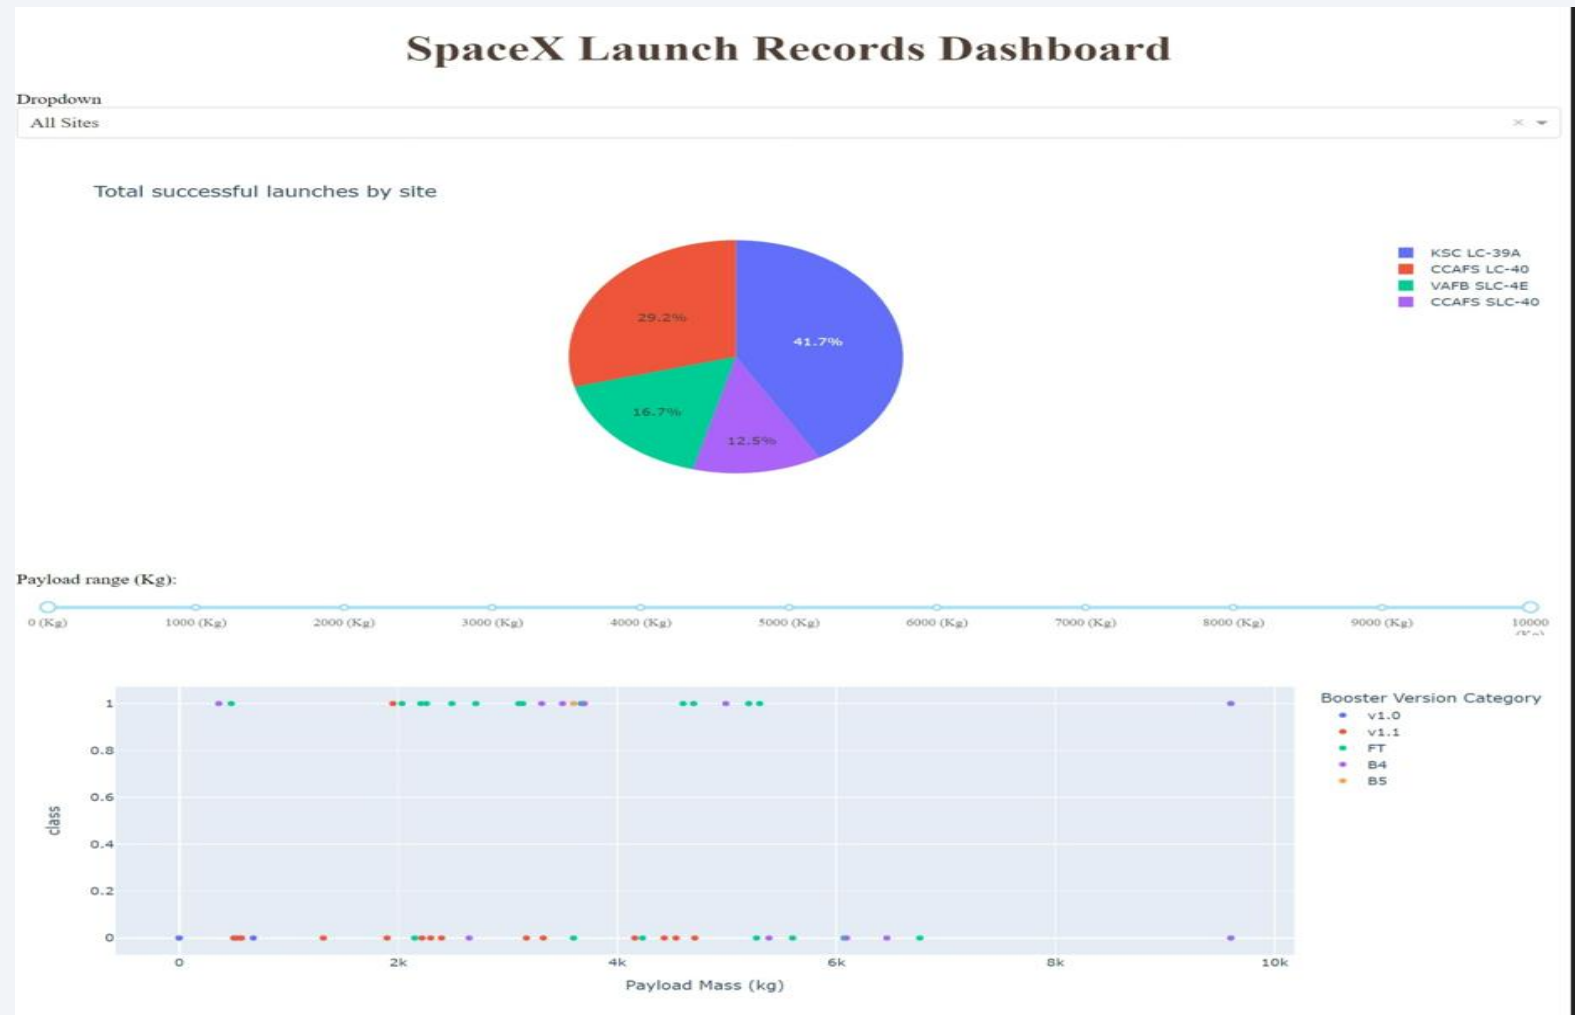 SpaceX Launch Records Dashboard
Dropdown
All Sites
Total successful launches by site
KSC LC-39A
CCAFS LC-40
VAFB SLC-4E
CCAFS SLC-40
29.2%
41.7%
16.7%
12.5%
Payload range (Kg):
0 (Kg) 1000 (Kg) 2000 (Kg) 3000 (Kg) 4000 (Kg) 5000 (Kg) 6000 (Kg) 7000 (Kg) 8000 (Kg) 9000 (Kg) 10000
(Kg)
Booster Version Category
v1.0
v1.1
FT
B4
B5
1
0.8
0.6
0.4
0.2
0
class
0 2k 4k 6k 8k 10k
Payload Mass (kg)